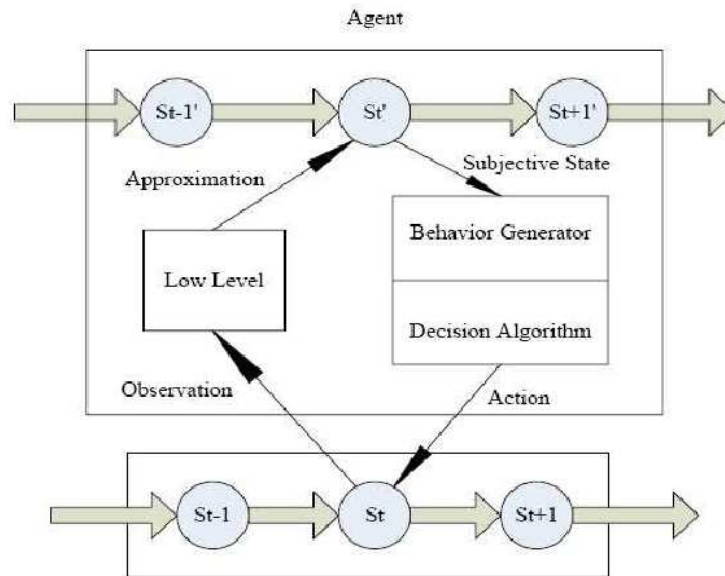 Agent
St-1'
St'
St+1'
Approximation
Subjective State
Low Level
Behavior Generator
Decision Algorithm
Observation
Action
St-1
St
St+1